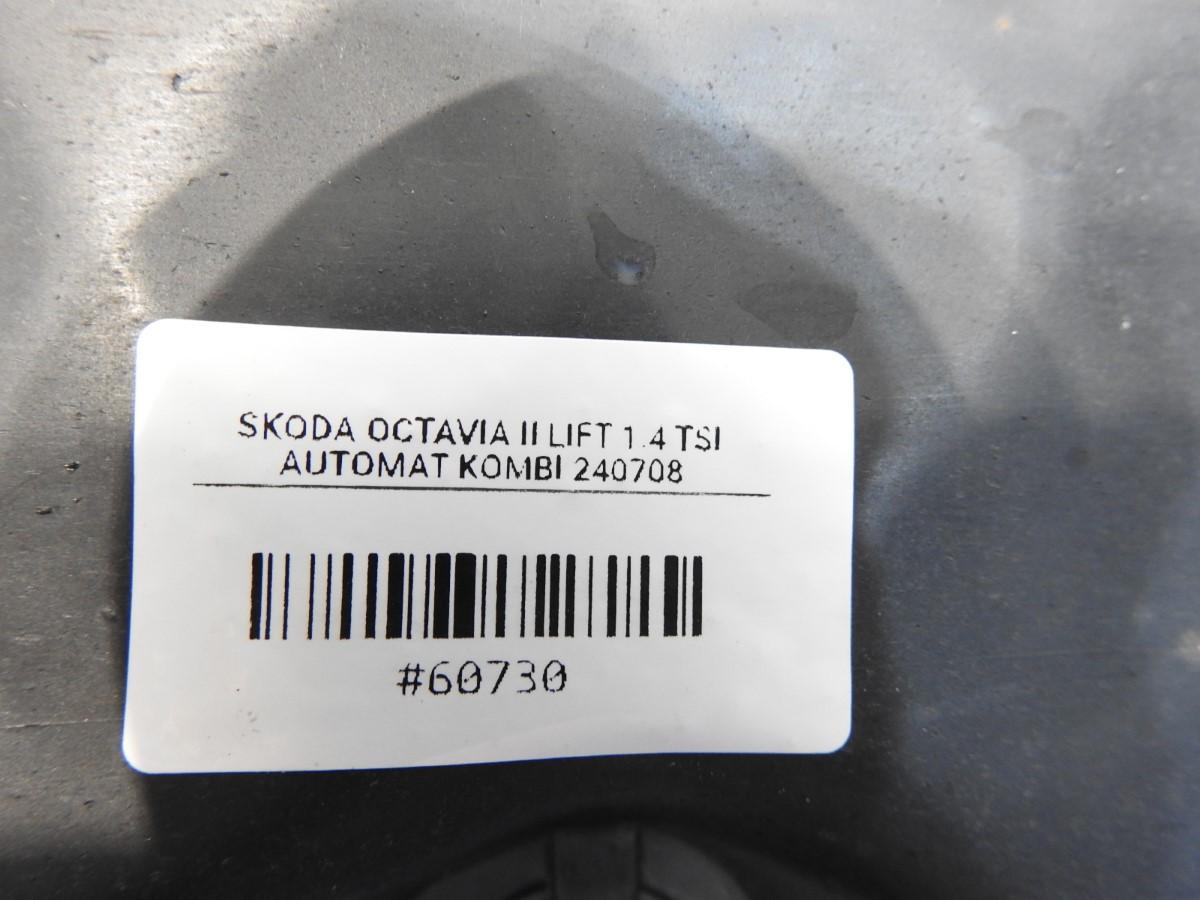 SKODA OCTAVIA II LIFT 1.4 TSI
AUTOMAT KOMBI 240708
#60730